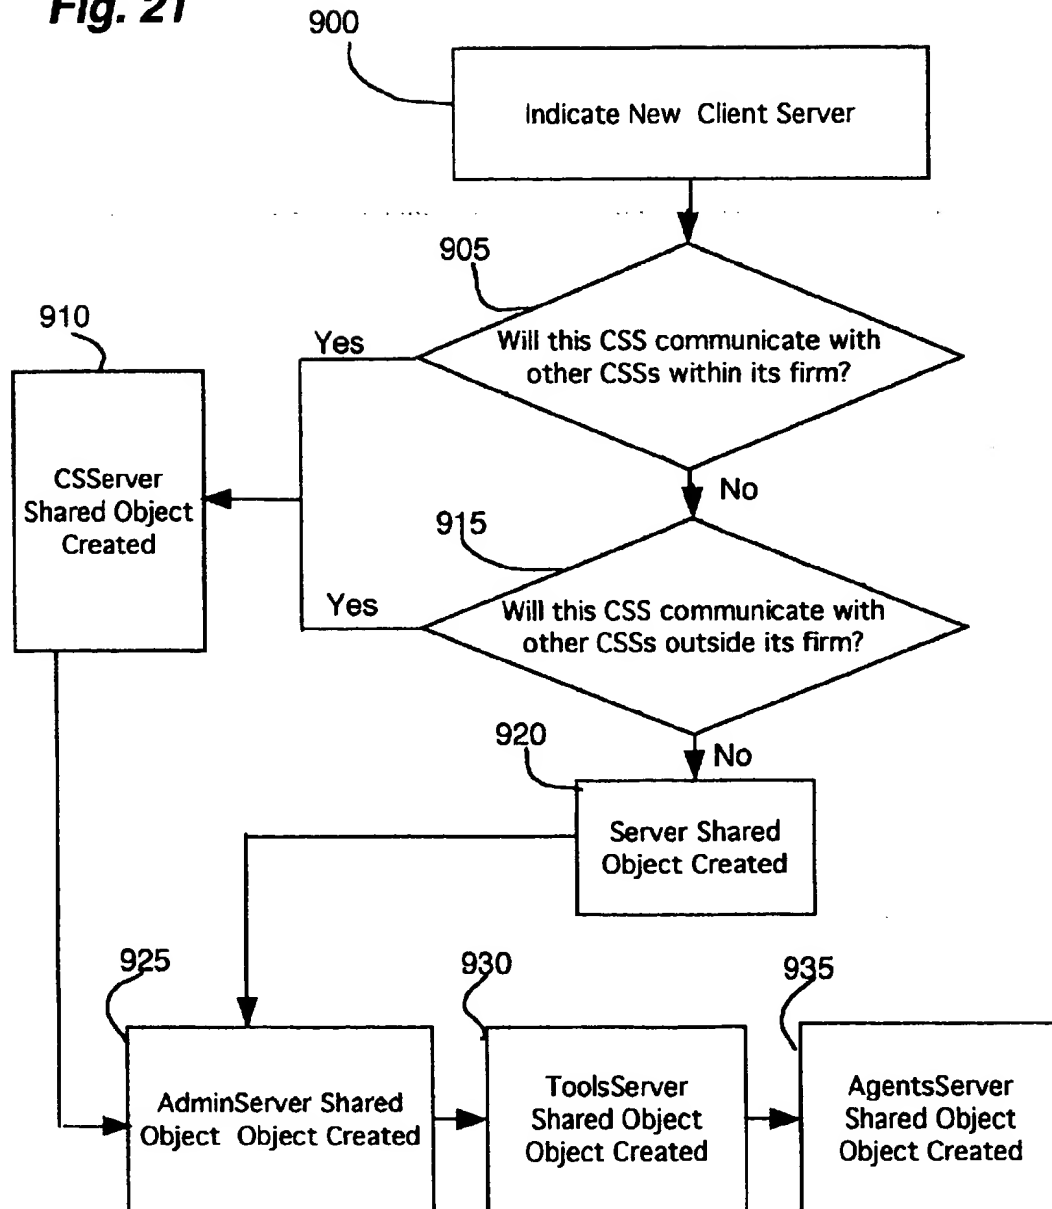 Fig. 21
900
Indicate New Client Server
905
Will this CSS communicate with
other CSSs within its firm?
Yes
910
CSServer
Shared Object
Created
No
915
Will this CSS communicate with
other CSSs outside its firm?
Yes
920
No
Server Shared
Object Created
925
930
935
AdminServer Shared
Object Object Created
ToolsServer
Shared Object
Object Created
AgentsServer
Shared Object
Object Created